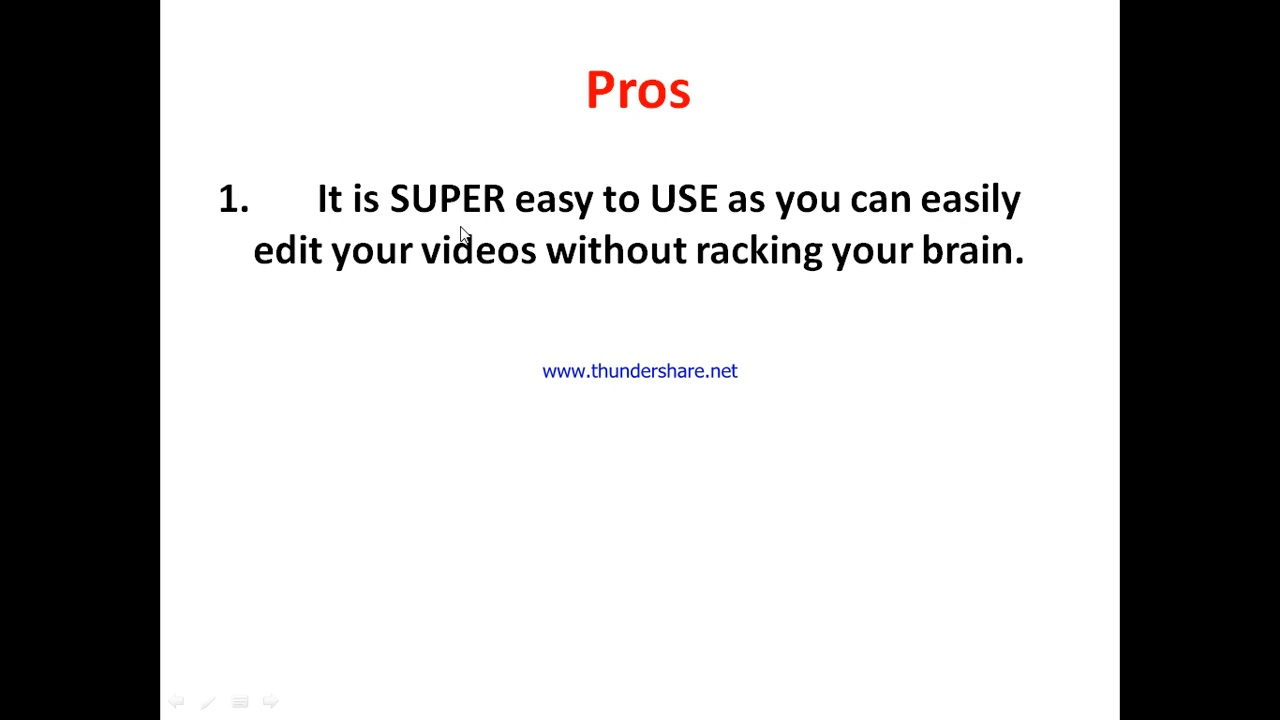 Pros
1. It is SUPER easy to USE as you can easily
edit your videos without racking your brain.
www.thundershare.net